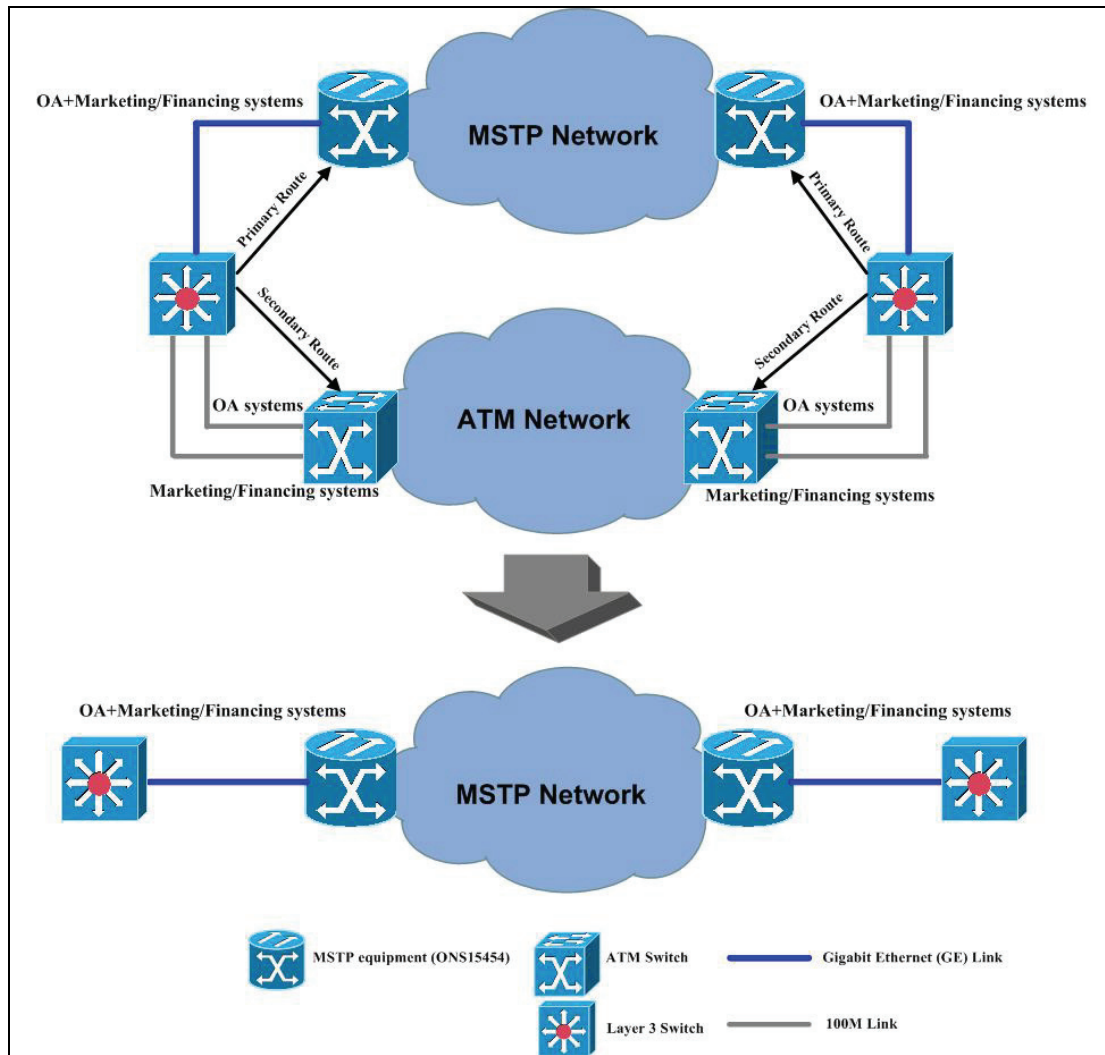 OA+Marketing/Financing systems
OA+Marketing/Financing systems
MSTP Network
Primary Route
Primary Route
Secondary Route
Secondary Route
OA systems
OA systems
ATM Network
Marketing/Financing systems
Marketing/Financing systems
OA+Marketing/Financing systems
OA+Marketing/Financing systems
MSTP Network
MSTP equipment (ONS15454)
ATM Switch
Gigabit Ethernet (GE) Link
Layer 3 Switch
100M Link